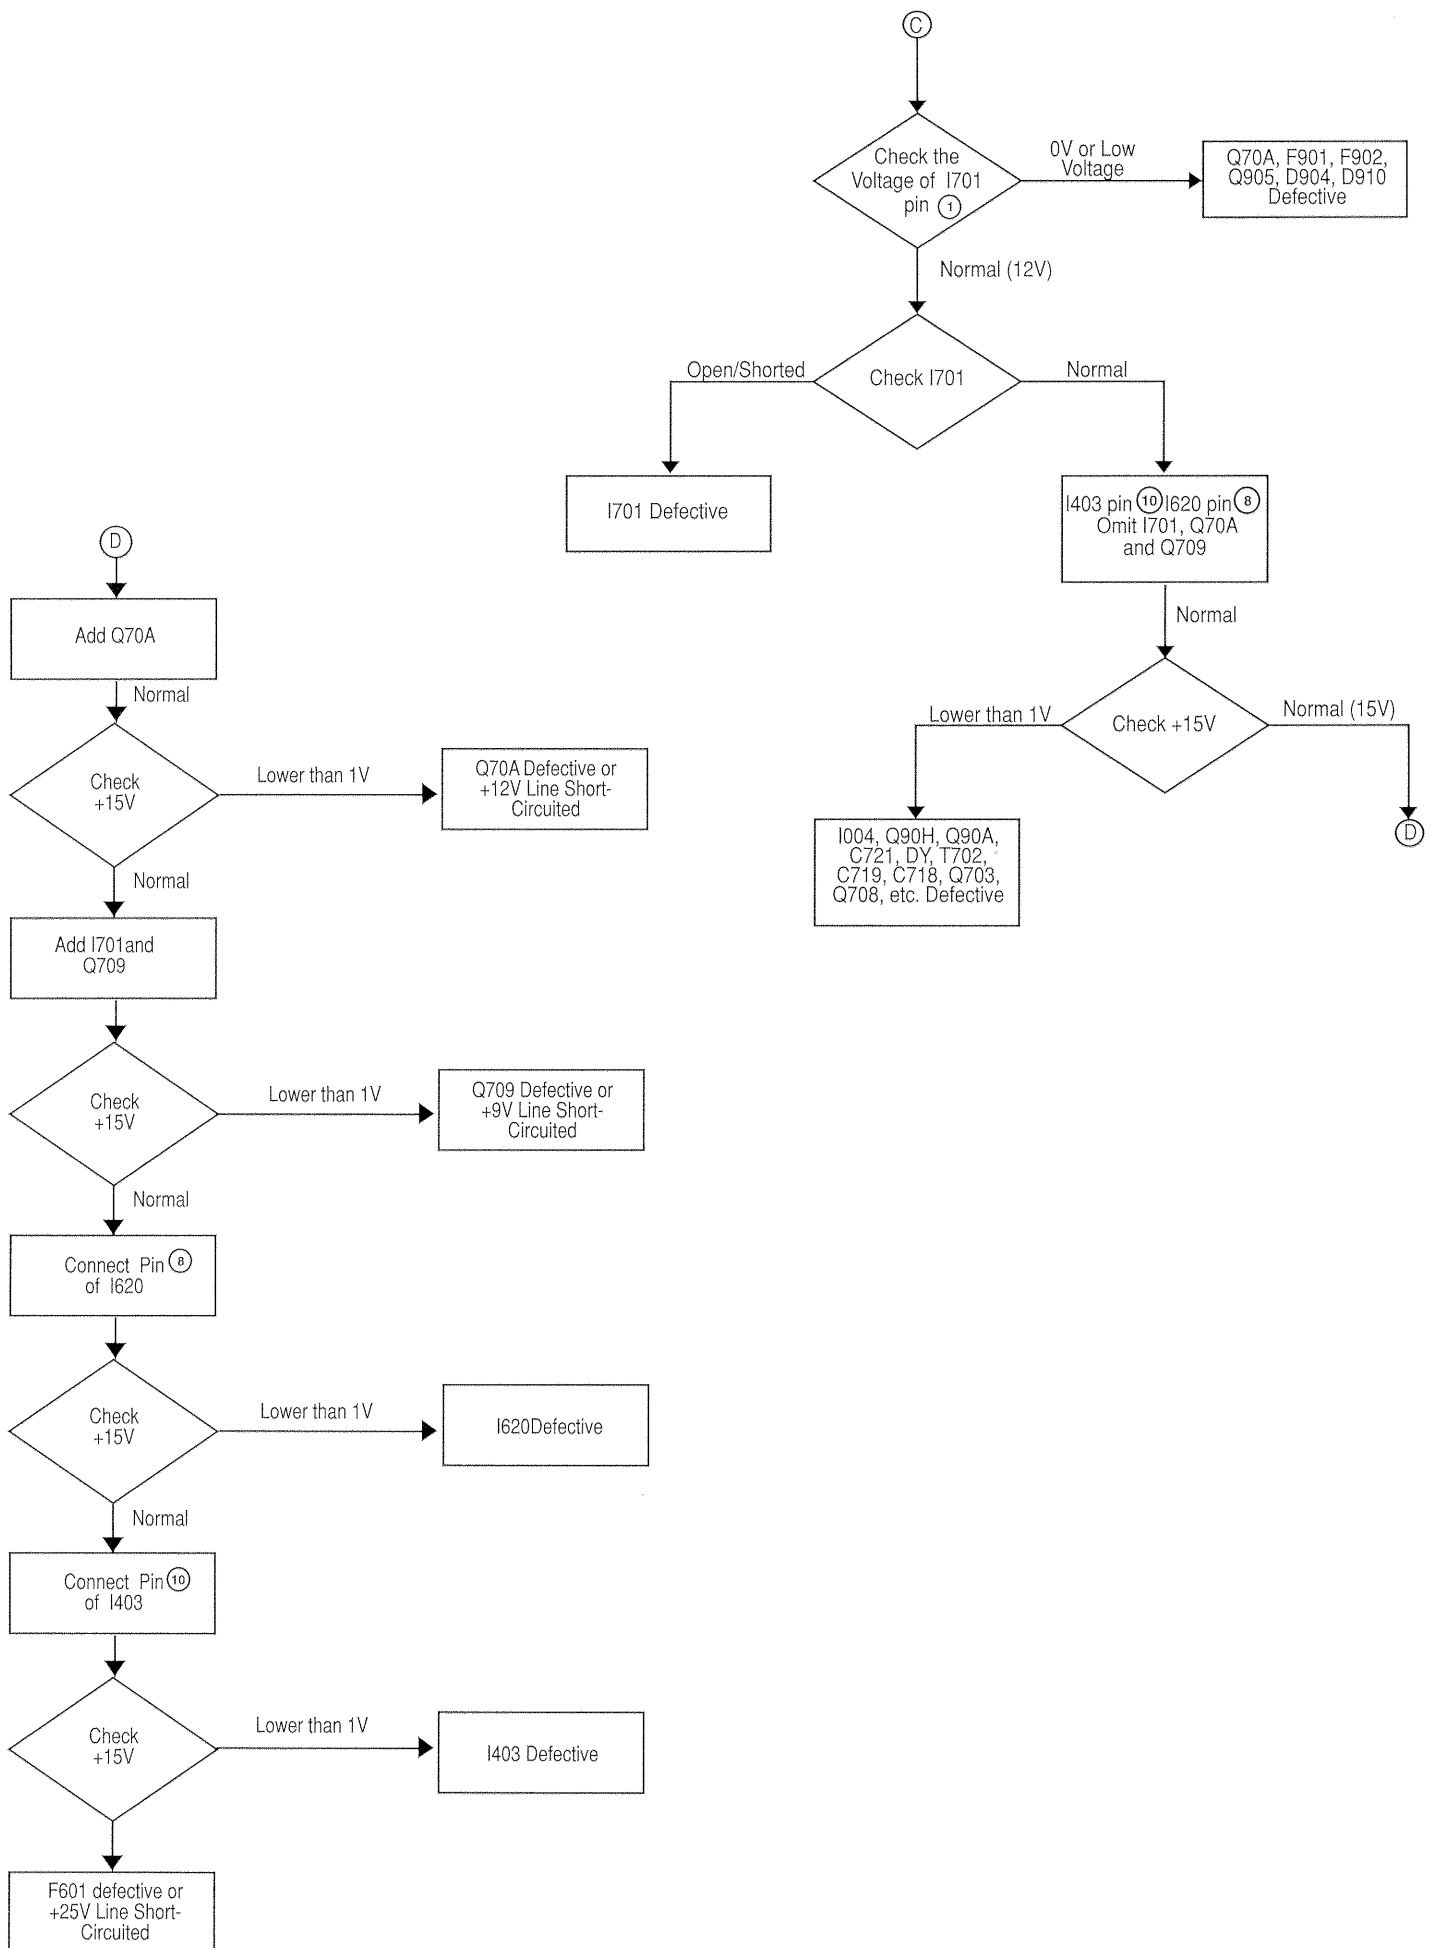 C
Check the
Voltage of I701
pin 1
0V or Low
Voltage
Q70A, F901, F902,
Q905, D904, D910
Defective
Normal (12V)
Check I701
Open/Shorted
Normal
I701 Defective
I403 pin 10 I620 pin 8
Omit I701, Q70A
and Q709
Normal
Check +15V
Lower than 1V
Normal (15V)
I004, Q90H, Q90A,
C721, DY, T702,
C719, C718, Q703,
Q708, etc. Defective
D
D
Add Q70A
Normal
Check
+15V
Lower than 1V
Q70A Defective or
+12V Line Short-
Circuited
Normal
Add I701and
Q709
Check
+15V
Lower than 1V
Q709 Defective or
+9V Line Short-
Circuited
Normal
Connect Pin 8
of I620
Check
+15V
Lower than 1V
I620Defective
Normal
Connect Pin 10
of I403
Check
+15V
Lower than 1V
I403 Defective
F601 defective or
+25V Line Short-
Circuited